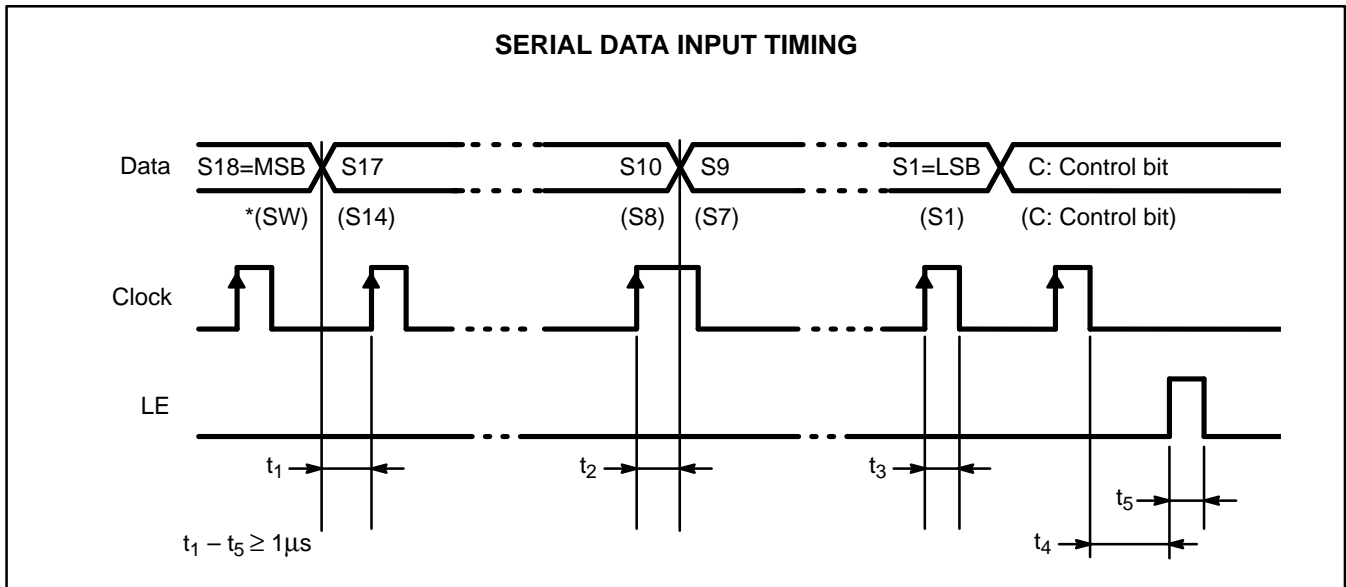 SERIAL DATA INPUT TIMING
Data S18=MSB S17 S10 S9 S1=LSB C: Control bit
*(SW) (S14) (S8) (S7) (S1) (C: Control bit)
Clock
LE
t1 t2 t3
t5
t1 – t5 ≥ 1μs t4